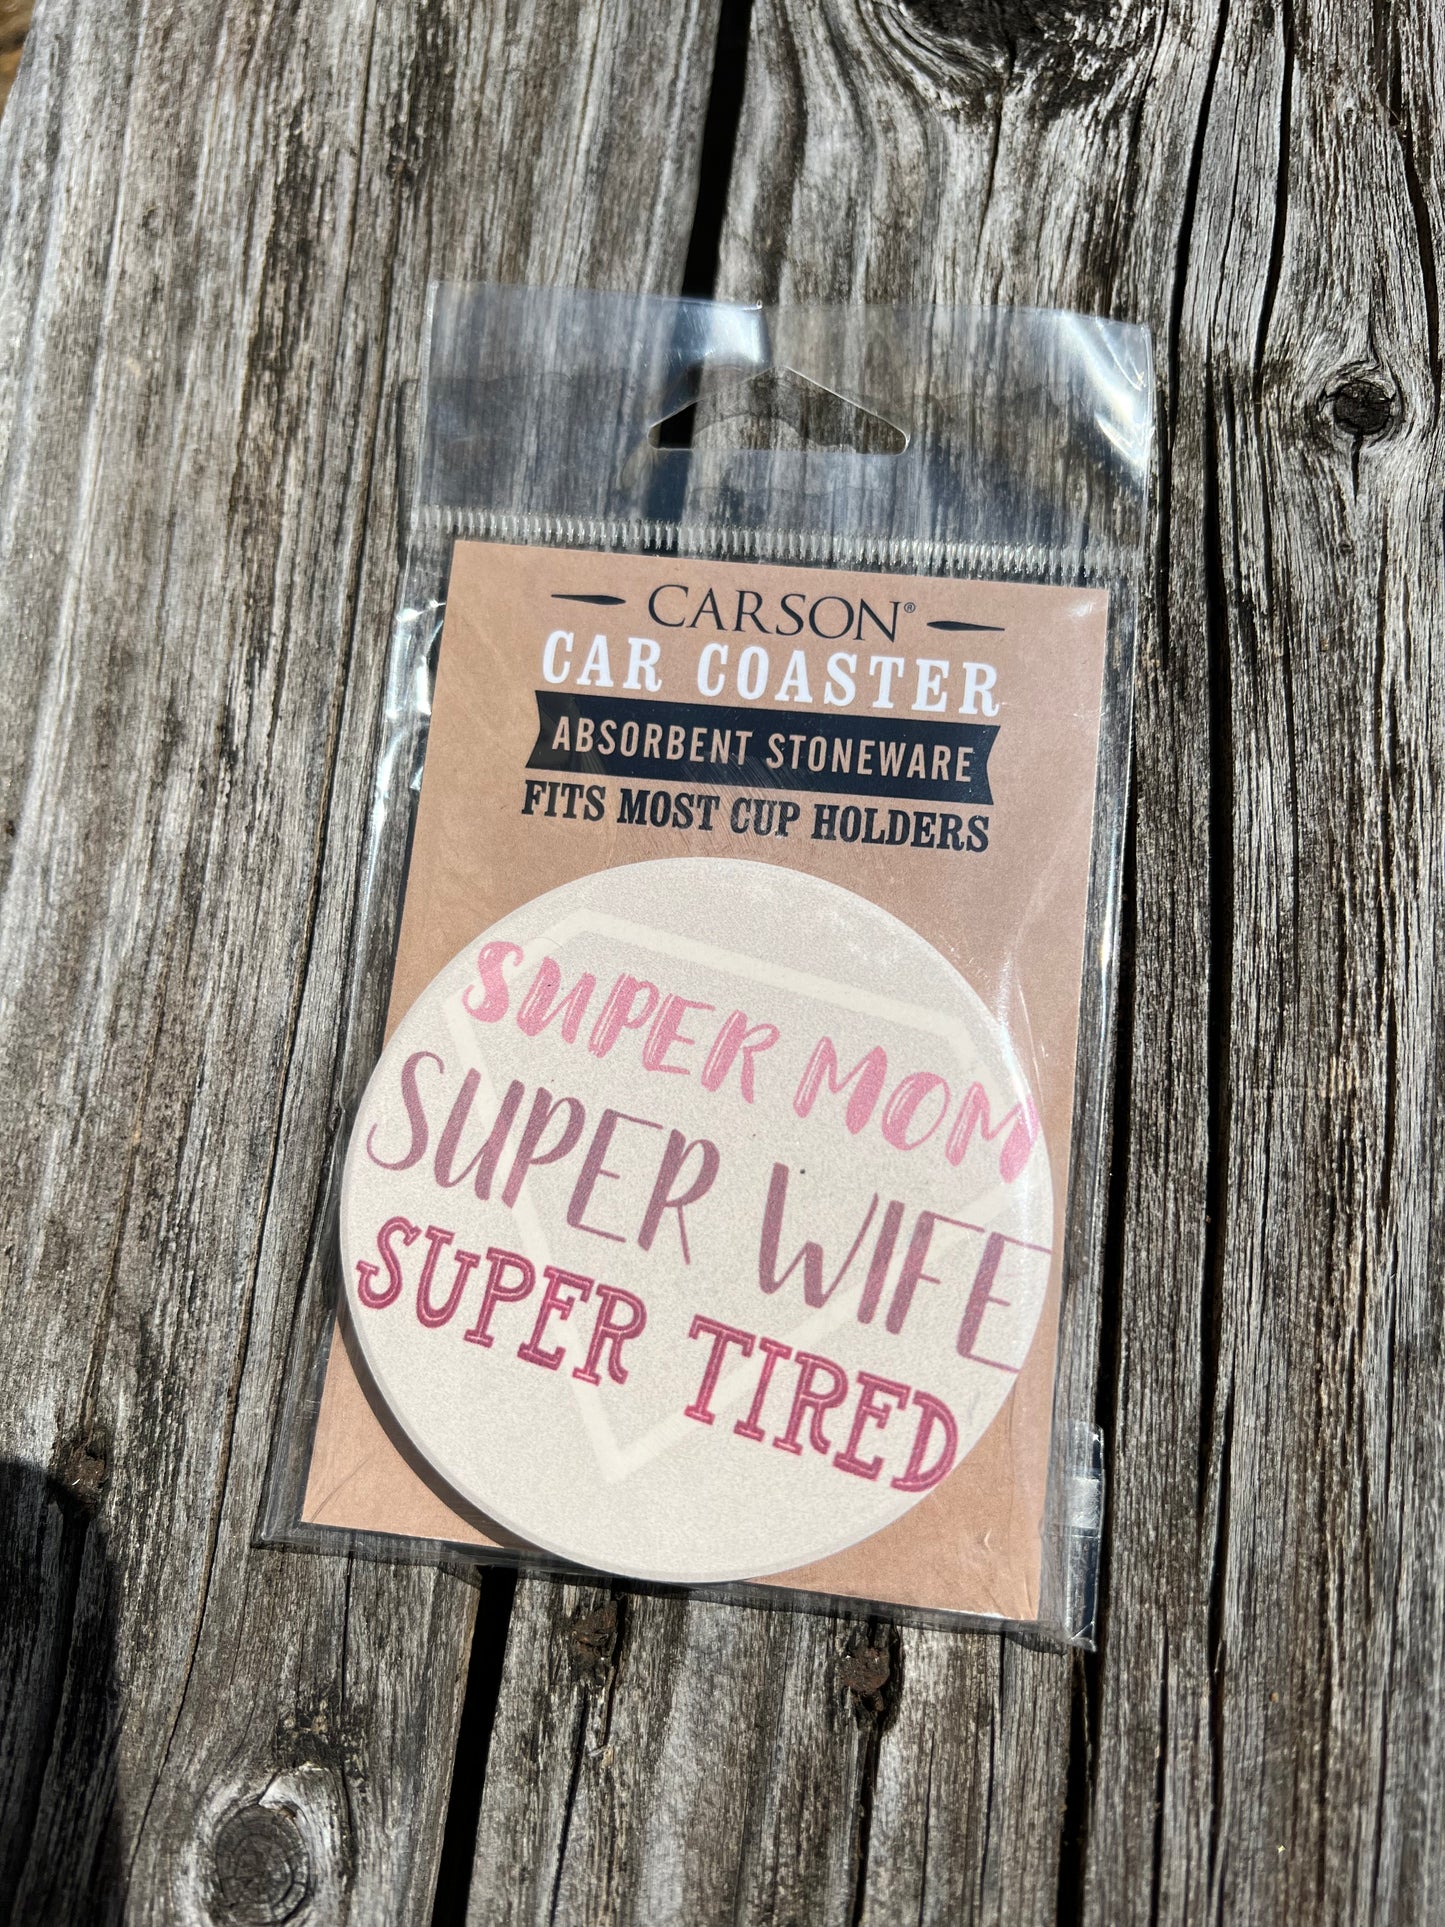 CARSON®
CAR COASTER
ABSORBENT STONEWARE
FITS MOST CUP HOLDERS
SUPER MOM
SUPER WIFE
SUPER TIRED